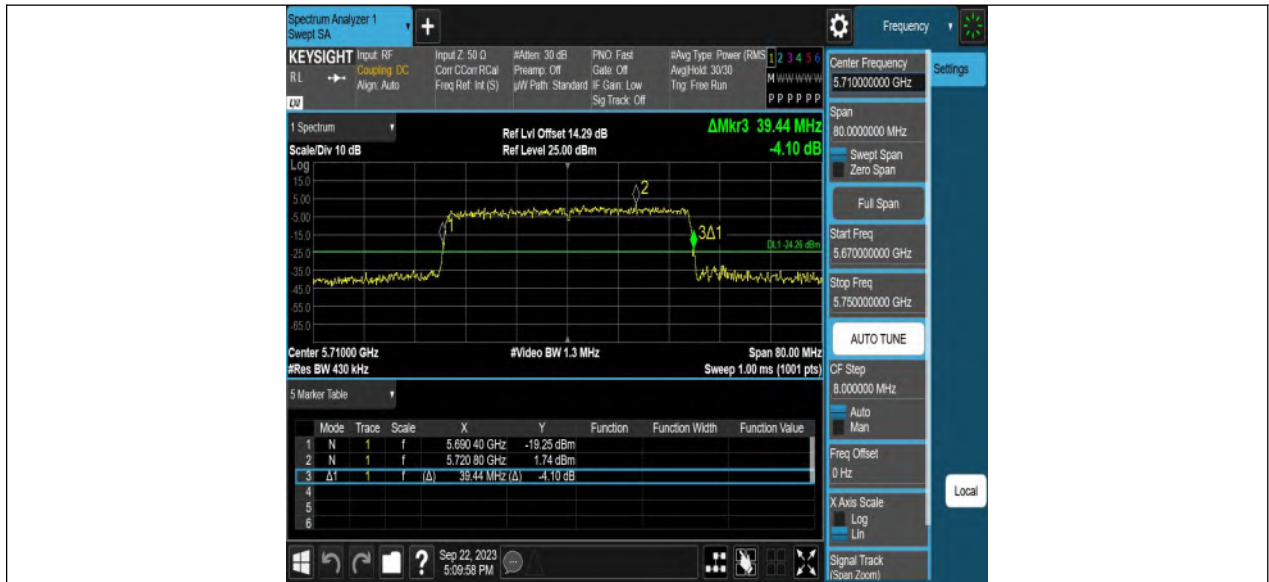 Spectrum Analyzer 1
Swept SA
+
Frequency
KEYSIGHT Input: RF Input Z: 50 Ω #Atten: 30 dB PNO: Fast #Avg Type: Power (RMS 1 2 3 4 5 6
RL Coupling: DC Corr CCorr RCal Preamp: Off Gate: Off Avg|Hold: 30/30 M W W W W W
Align: Auto Freq Ref: Int (S) µW Path: Standard IF Gain: Low Trig: Free Run
Sig Track: Off P P P P P P
LXI
1 Spectrum
Scale/Div 10 dB
Ref Lvl Offset 14.29 dB
Ref Level 25.00 dBm
ΔMkr3 39.44 MHz
-4.10 dB
Log
15.0
5.00
-5.00
-15.0
-25.0
-35.0
-45.0
-55.0
-65.0
1
2
3Δ1
DL1 -24.26 dBm
Center 5.71000 GHz #Video BW 1.3 MHz Span 80.00 MHz
#Res BW 430 kHz Sweep 1.00 ms (1001 pts)
5 Marker Table
Mode Trace Scale X Y Function Function Width Function Value
1 N 1 f 5.690 40 GHz -19.25 dBm
2 N 1 f 5.720 80 GHz 1.74 dBm
3 Δ1 1 f (Δ) 39.44 MHz (Δ) -4.10 dB
4
5
6
?
Sep 22, 2023
5:09:58 PM
Center Frequency
5.710000000 GHz
Settings
Span
80.0000000 MHz
Swept Span
Zero Span
Full Span
Start Freq
5.670000000 GHz
Stop Freq
5.750000000 GHz
AUTO TUNE
CF Step
8.000000 MHz
Auto
Man
Freq Offset
0 Hz
Local
X Axis Scale
Log
Lin
Signal Track
(Span Zoom)